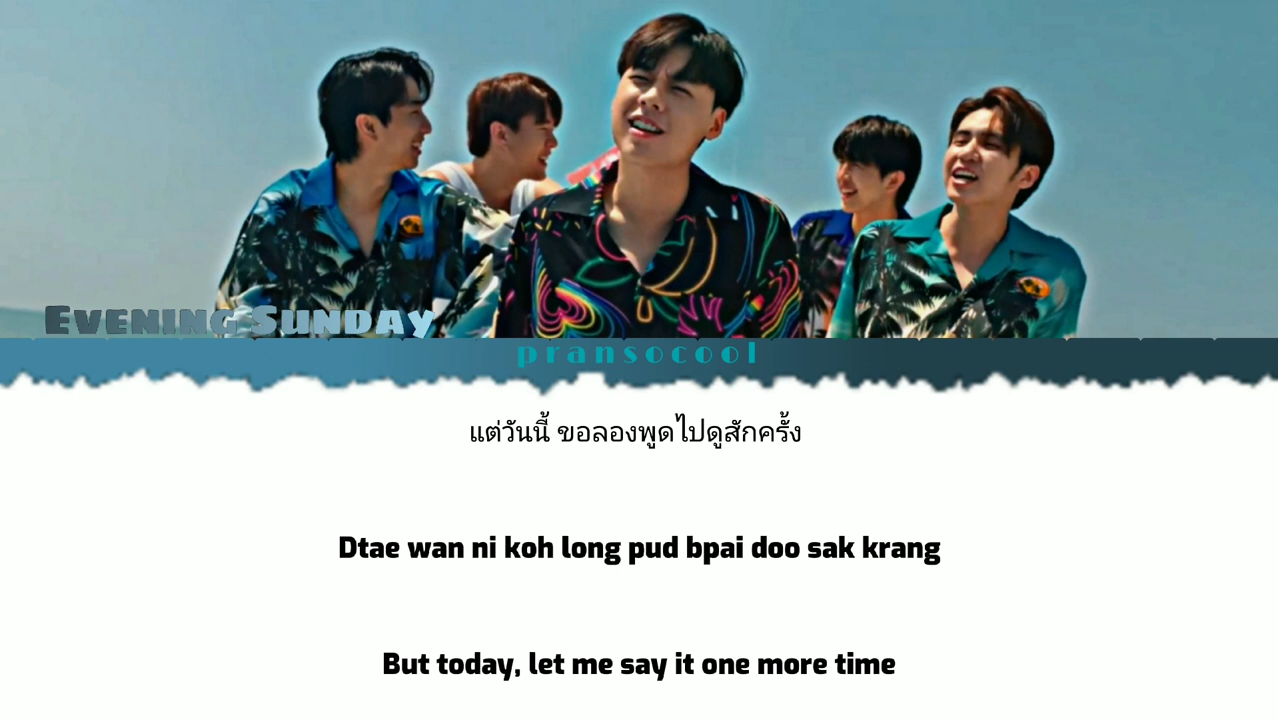 Evening Sunday
pransocool
แต่วันนี้ ขอลองพูดไปดูสักครั้ง
Dtae wan ni koh long pud bpai doo sak krang
But today, let me say it one more time